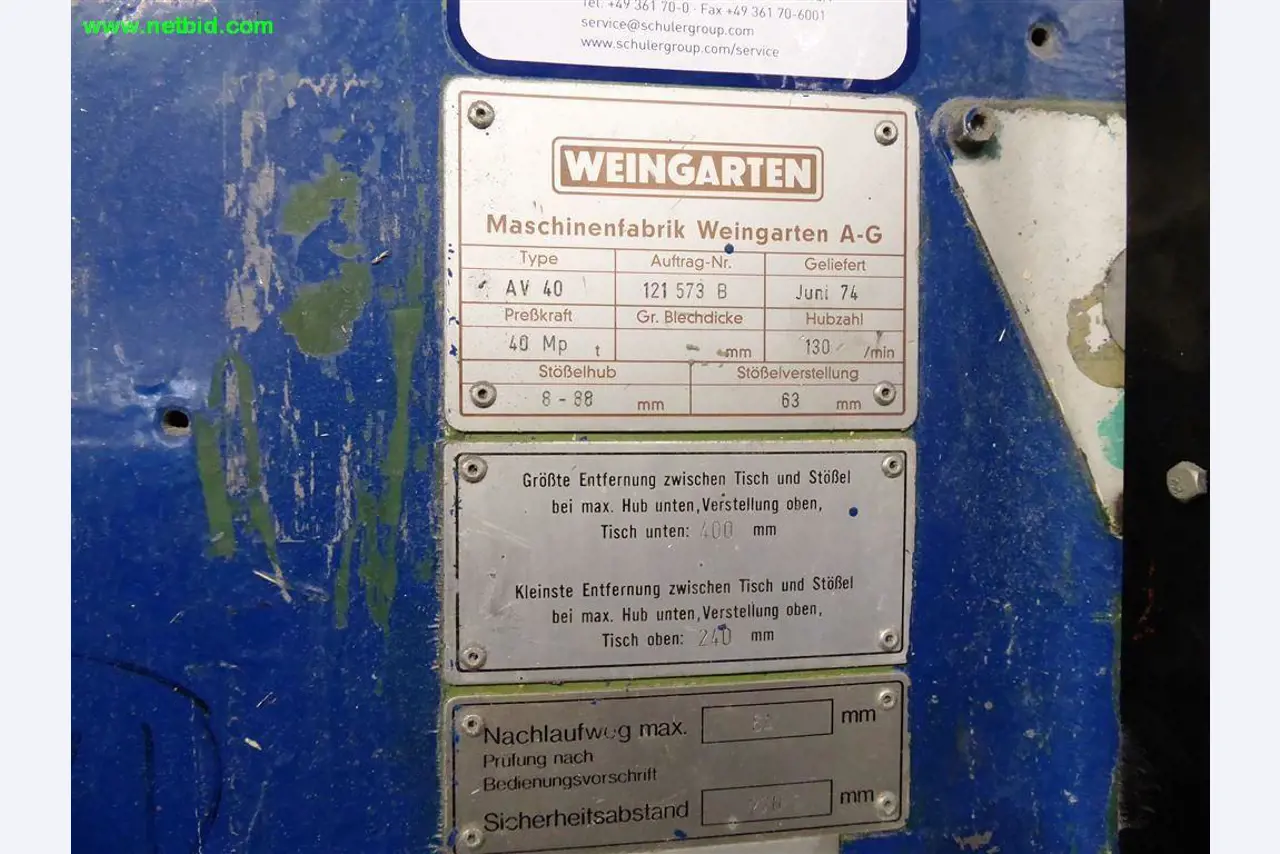 www.netbid.com
Tel. +49 361 70-0 · Fax +49 361 70-6001
service@schulergroup.com
www.schulergroup.com/service
WEINGARTEN
Maschinenfabrik Weingarten A-G
Type Auftrag-Nr. Geliefert
AV 40 121 573 B Juni 74
Preßkraft Gr. Blechdicke Hubzahl
40 Mp t mm 130 /min
Stößelhub Stößelverstellung
8 - 88 mm 63 mm
Größte Entfernung zwischen Tisch und Stößel
bei max. Hub unten, Verstellung oben,
Tisch unten: 400 mm
Kleinste Entfernung zwischen Tisch und Stößel
bei max. Hub unten, Verstellung oben,
Tisch oben: 240 mm
Nachlaufweg max. mm
Prüfung nach
Bedienungsvorschrift
Sicherheitsabstand mm